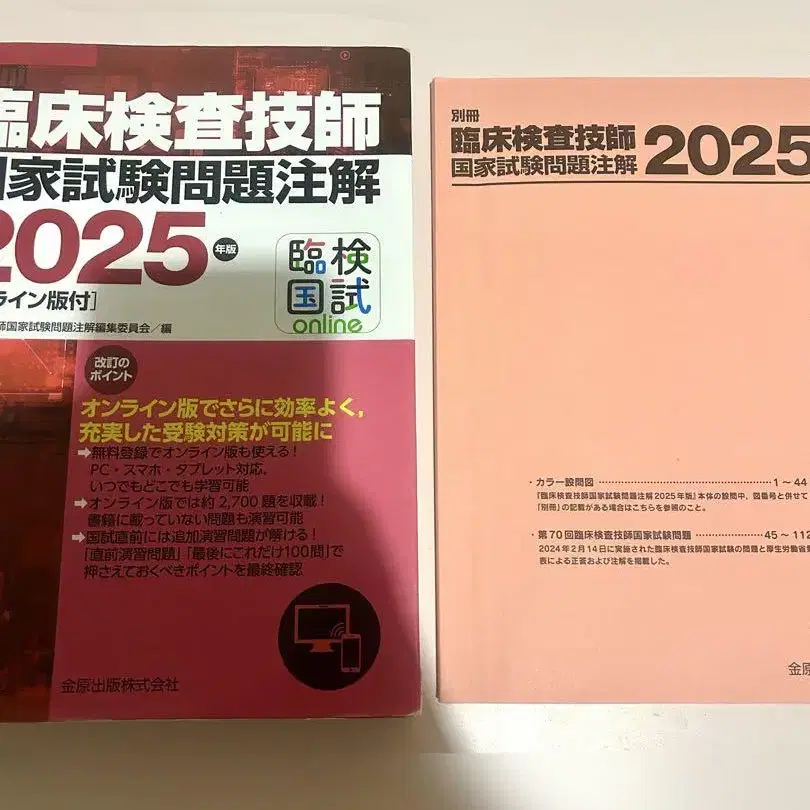 臨床検査技師
国家試験問題注解
2025年版
ライン版付]
師国家試験問題注解編集委員会/編
臨検
国試
online
改訂の
ポイント
オンライン版でさらに効率よく,
充実した受験対策が可能に
➡無料登録でオンライン版も使える!
PC・スマホ・タブレット対応。
いつでもどこでも学習可能
➡オンライン版では約2,700題を収載!
書籍に載っていない問題も演習可能
➡国試直前には追加演習問題が解ける!
「直前演習問題」「最後にこれだけ100問」で
押さえておくべきポイントを最終確認
金原出版株式会社
別冊
臨床検査技師
国家試験問題注解 2025
・カラー設問図 1〜44
『臨床検査技師国家試験問題注解2025年版』本体の設問中,図番号と併せて
「別冊」の記載がある場合はこちらを参照のこと。
・第70回臨床検査技師国家試験問題 45〜112
2024年2月14日に実施された臨床検査技師国家試験の問題と厚生労働省
表による正答および注解を掲載した。
金